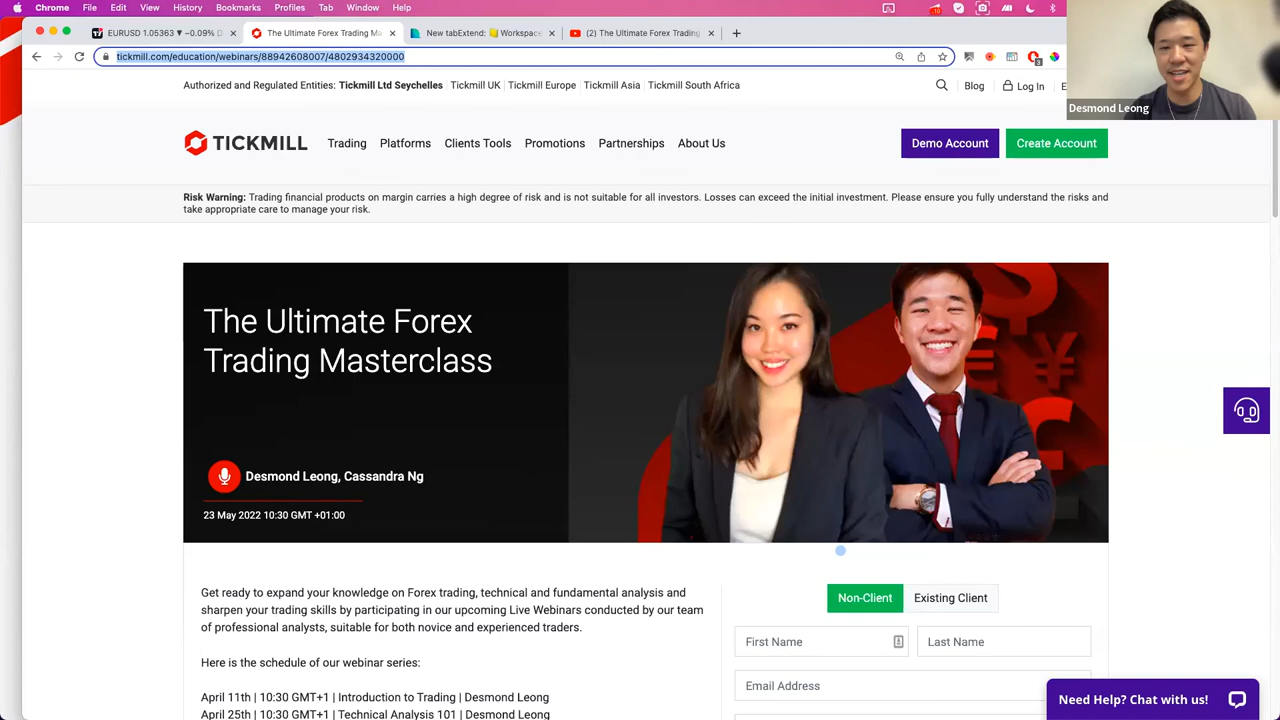 Chrome File Edit View History Bookmarks Profiles Tab Window Help
EURUSD 1.05363 ▼ −0.09% D
The Ultimate Forex Trading Ma
New tabExtend: Workspace
(2) The Ultimate Forex Trading
tickmill.com/education/webinars/88942608007/4802934320000
Desmond Leong
Authorized and Regulated Entities: Tickmill Ltd Seychelles Tickmill UK | Tickmill Europe | Tickmill Asia | Tickmill South Africa
Blog Log In E
TICKMILL Trading Platforms Clients Tools Promotions Partnerships About Us Demo Account Create Account
Risk Warning: Trading financial products on margin carries a high degree of risk and is not suitable for all investors. Losses can exceed the initial investment. Please ensure you fully understand the risks and
take appropriate care to manage your risk.
The Ultimate Forex
Trading Masterclass
Desmond Leong, Cassandra Ng
23 May 2022 10:30 GMT +01:00
Get ready to expand your knowledge on Forex trading, technical and fundamental analysis and
sharpen your trading skills by participating in our upcoming Live Webinars conducted by our team
of professional analysts, suitable for both novice and experienced traders.
Here is the schedule of our webinar series:
April 11th | 10:30 GMT+1 | Introduction to Trading | Desmond Leong
April 25th | 10:30 GMT+1 | Technical Analysis 101 | Desmond Leong
Non-Client Existing Client
First Name Last Name
Email Address
Need Help? Chat with us!